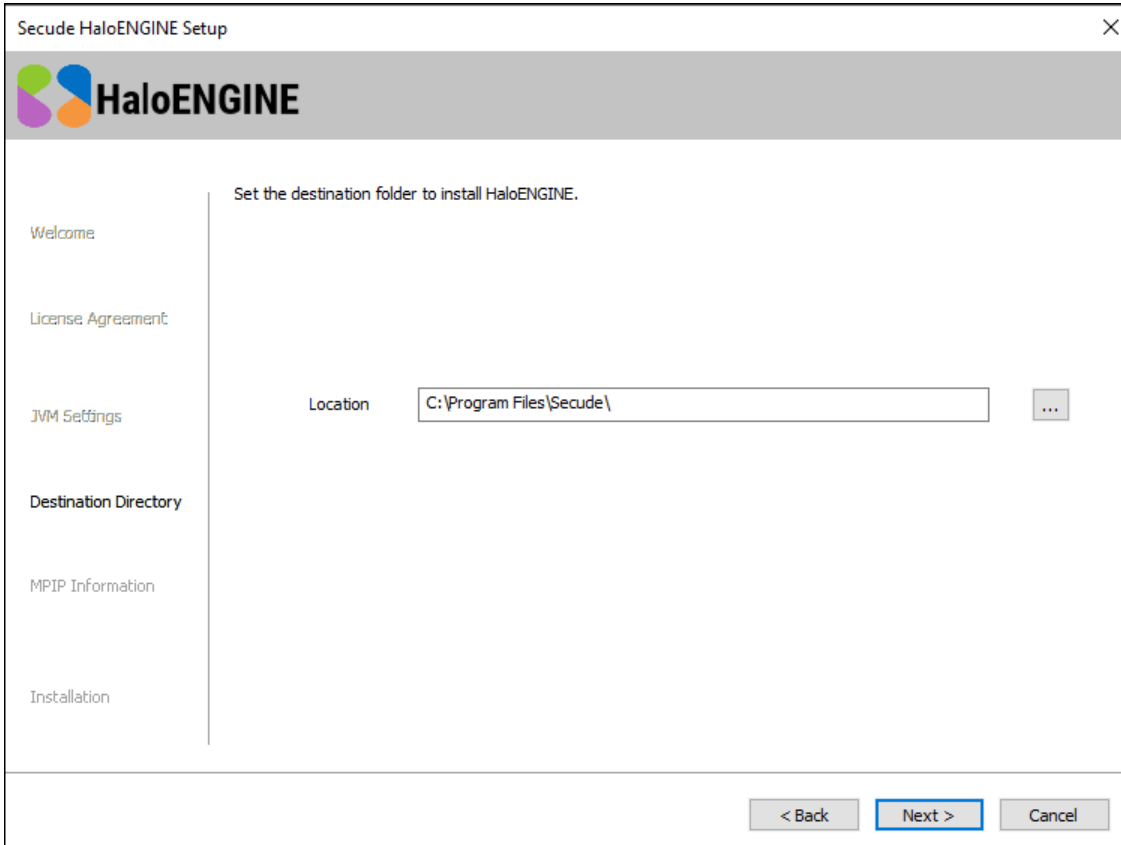 Secude HaloENGINE Setup
HaloENGINE
Set the destination folder to install HaloENGINE.
Welcome
License Agreement
JVM Settings
Destination Directory
MPIP Information
Installation
Location C:\Program Files\Secude\ ...
< Back Next > Cancel